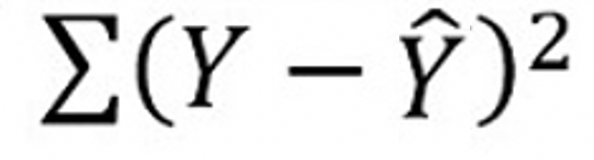 ∑(Y − Ŷ)²